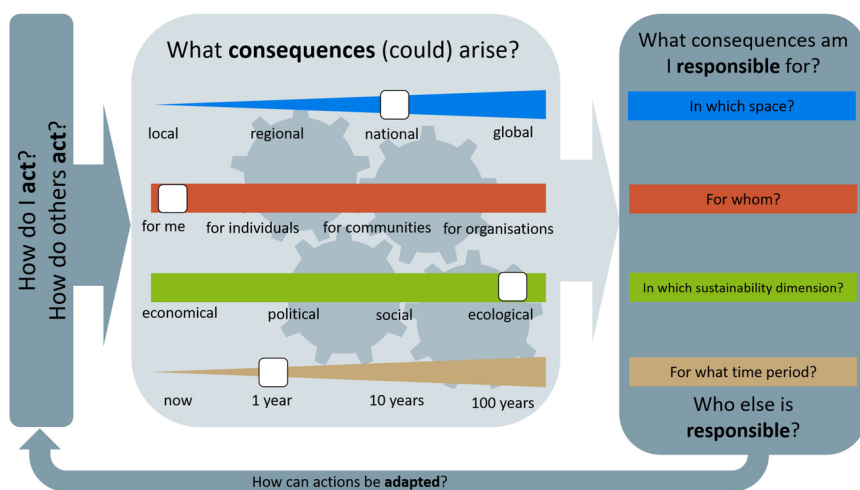 How do I act?
How do others act?
What consequences (could) arise?
local regional national global
for me for individuals for communities for organisations
economical political social ecological
now 1 year 10 years 100 years
What consequences am
I responsible for?
In which space?
For whom?
In which sustainability dimension?
For what time period?
Who else is
responsible?
How can actions be adapted?